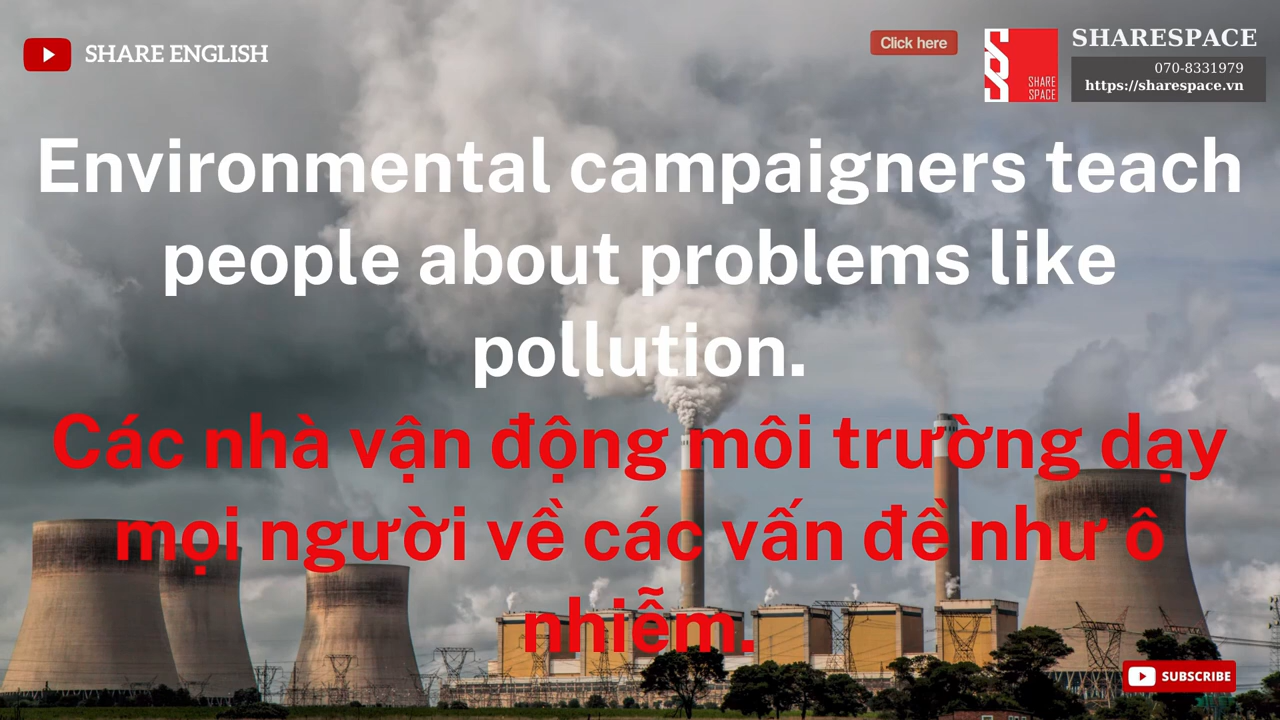 SHARE ENGLISH
Click here
SHARESPACE
070-8331979
https://sharespace.vn
SHARE
SPACE
Environmental campaigners teach
people about problems like
pollution.
Các nhà vận động môi trường dạy
mọi người về các vấn đề như ô
nhiễm.
SUBSCRIBE